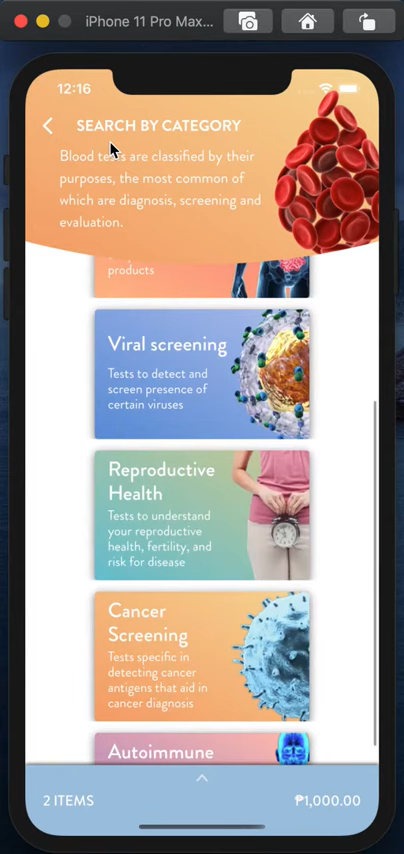 iPhone 11 Pro Max...
12:16
SEARCH BY CATEGORY
Blood tests are classified by their
purposes, the most common of
which are diagnosis, screening and
evaluation.
products
Viral screening
Tests to detect and
screen presence of
certain viruses
Reproductive
Health
Tests to understand
your reproductive
health, fertility, and
risk for disease
Cancer
Screening
Tests specific in
detecting cancer
antigens that aid in
cancer diagnosis
Autoimmune
2 ITEMS
₱1,000.00